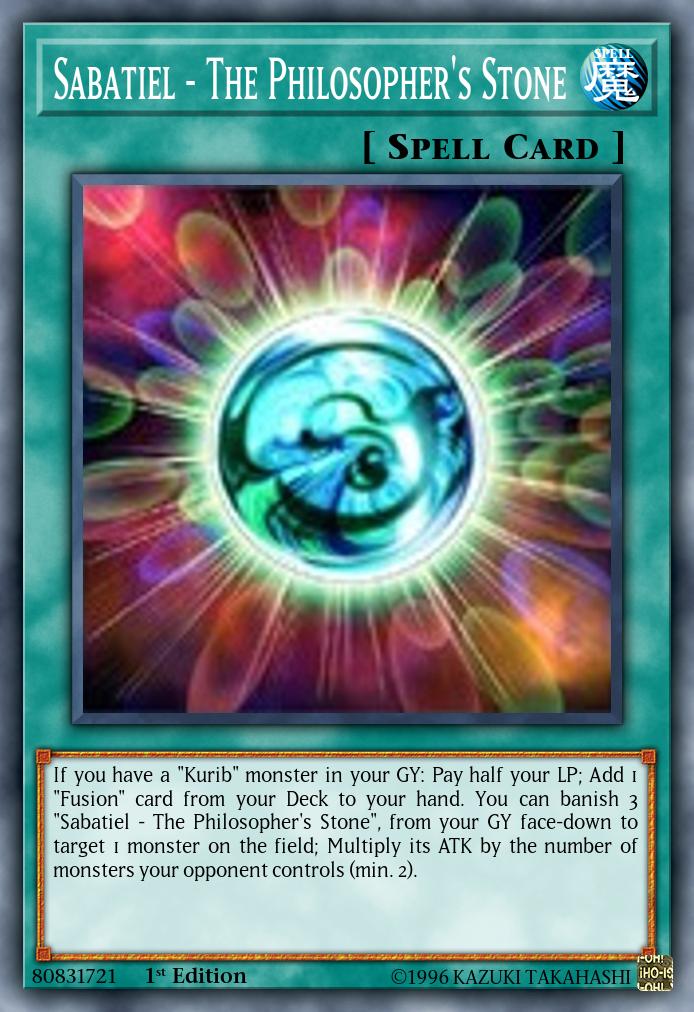 Sabatiel - The Philosopher's Stone
SPELL
魔
[ Spell Card ]
If you have a "Kurib" monster in your GY: Pay half your LP; Add 1
"Fusion" card from your Deck to your hand. You can banish 3
"Sabatiel - The Philosopher's Stone", from your GY face-down to
target 1 monster on the field; Multiply its ATK by the number of
monsters your opponent controls (min. 2).
80831721 1st Edition ©1996 KAZUKI TAKAHASHI